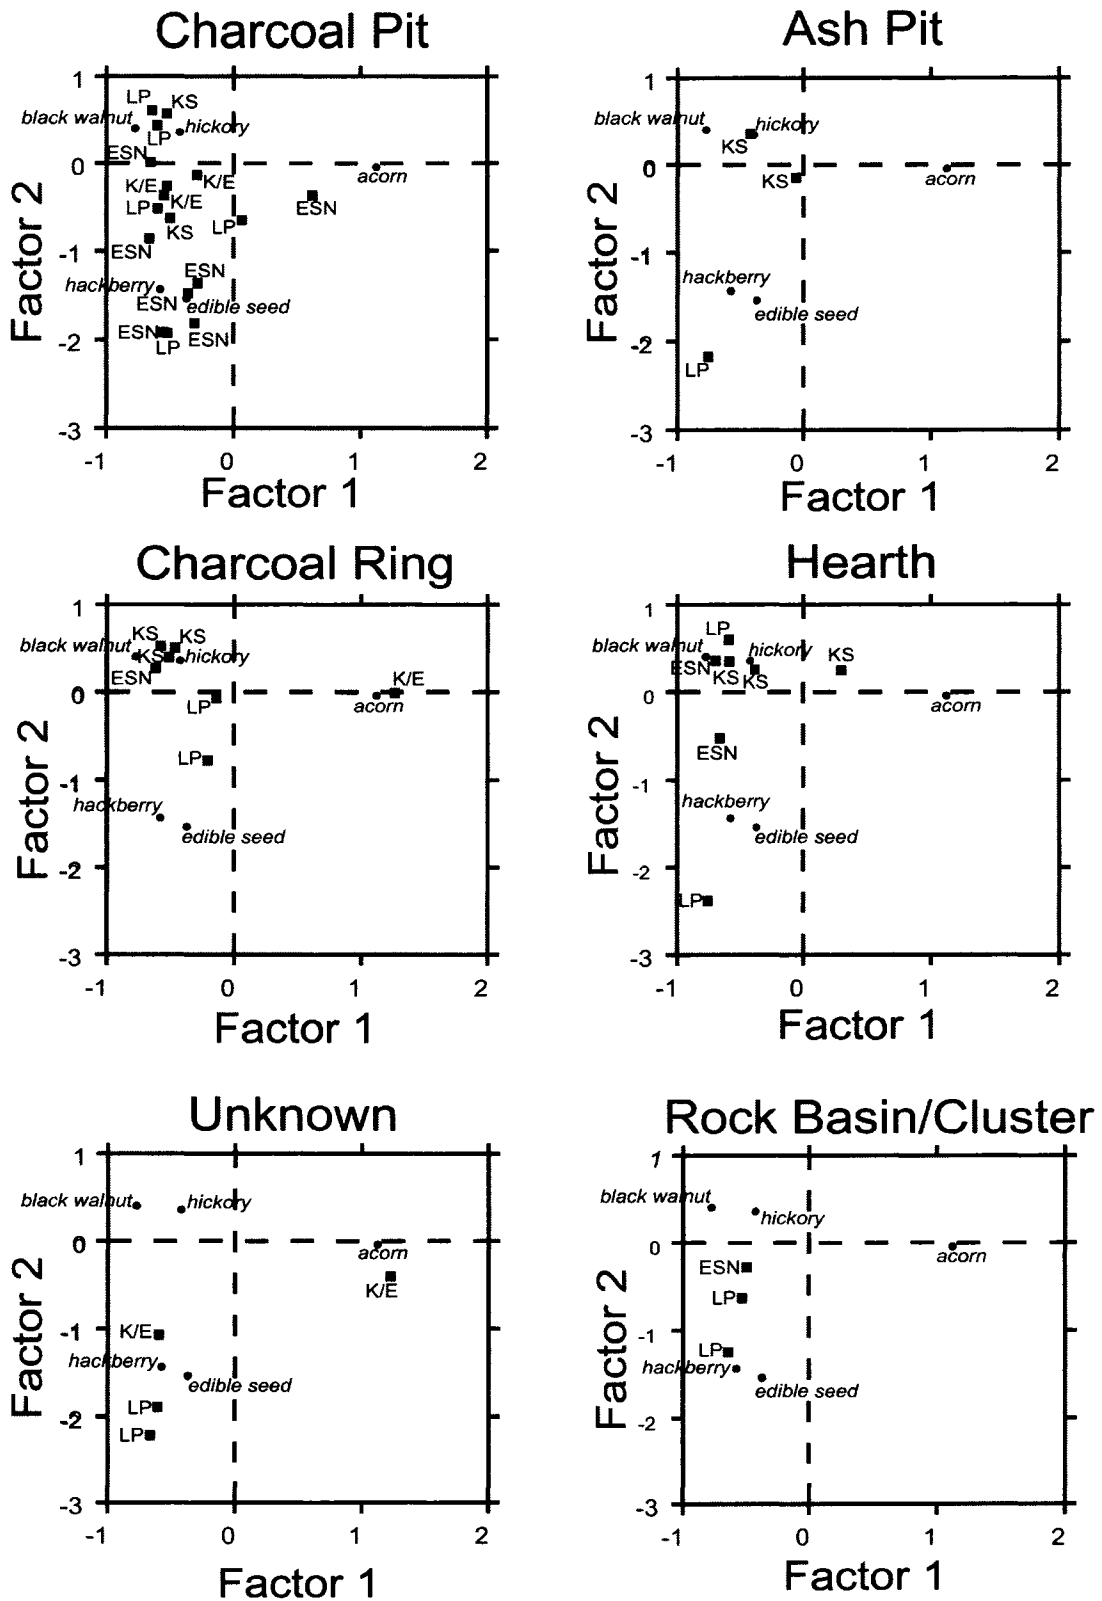 Charcoal Pit
1
LP
KS
black walnut
hickory
LP
ESN
0
K/E
acorn
K/E
K/E
LP
LP
ESN
KS
ESN
-1
ESN
hackberry
ESN
edible seed
ESN
ESN
LP
-2
-3
-1 0 1 2
Factor 1
Factor 2
Ash Pit
1
black walnut
hickory
KS
0
KS
acorn
-1
hackberry
edible seed
-2
LP
-3
-1 0 1 2
Factor 1
Factor 2
Charcoal Ring
1
KS KS
black walnut
KS
hickory
ESN
0
K/E
LP
acorn
LP
-1
hackberry
edible seed
-2
-3
-1 0 1 2
Factor 1
Factor 2
Hearth
1
LP
black walnut
hickory
KS
ESN
KS
KS
0
acorn
ESN
-1
hackberry
edible seed
-2
LP
-3
-1 0 1 2
Factor 1
Factor 2
Unknown
1
black walnut
hickory
0
acorn
K/E
-1
K/E
hackberry
edible seed
LP
-2
LP
-3
-1 0 1 2
Factor 1
Factor 2
Rock Basin/Cluster
1
black walnut
hickory
0
acorn
ESN
LP
-1
LP
hackberry
edible seed
-2
-3
-1 0 1 2
Factor 1
Factor 2